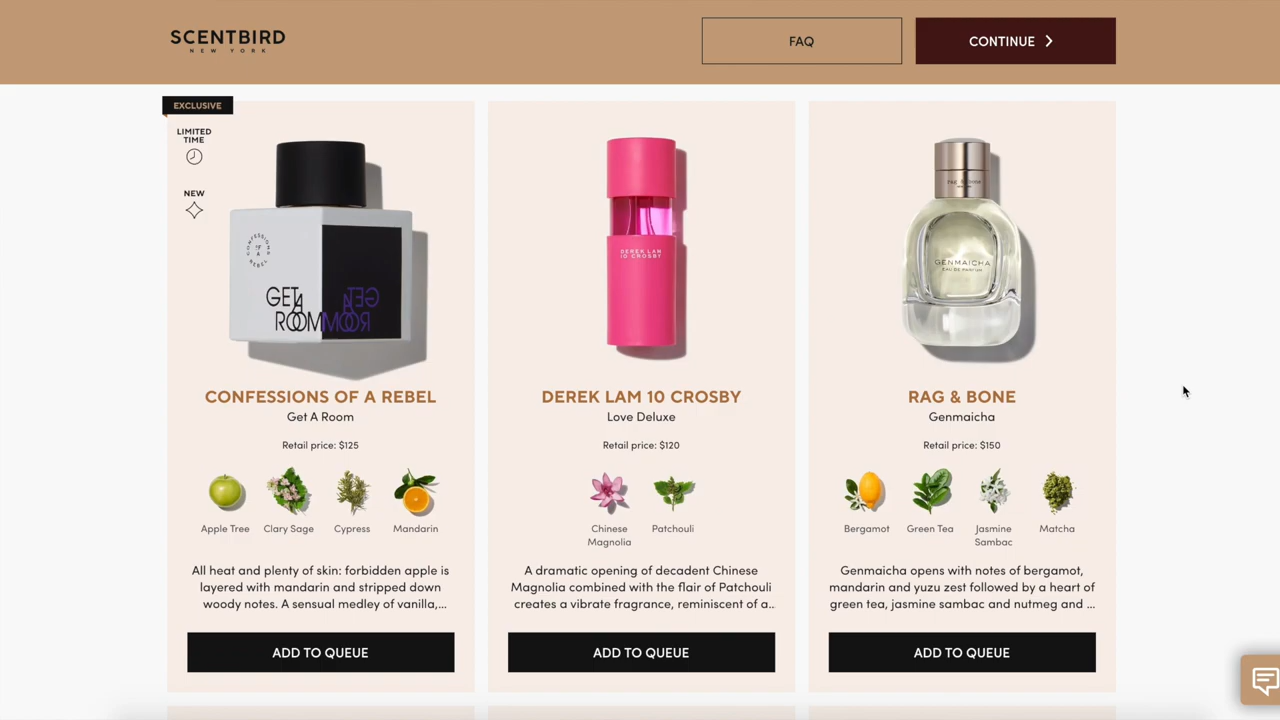 SCENTBIRD
NEW YORK
FAQ
CONTINUE
EXCLUSIVE
LIMITED
TIME
NEW
CONFESSIONS
OF
A
REBEL
GET
A
ROOM
GET
A
ROOM
DEREK LAM
10 CROSBY
GENMAICHA
EAU DE PARFUM
CONFESSIONS OF A REBEL
Get A Room
Retail price: $125
Apple Tree
Clary Sage
Cypress
Mandarin
All heat and plenty of skin: forbidden apple is
layered with mandarin and stripped down
woody notes. A sensual medley of vanilla,...
ADD TO QUEUE
DEREK LAM 10 CROSBY
Love Deluxe
Retail price: $120
Chinese
Magnolia
Patchouli
A dramatic opening of decadent Chinese
Magnolia combined with the flair of Patchouli
creates a vibrate fragrance, reminiscent of a..
ADD TO QUEUE
RAG & BONE
Genmaicha
Retail price: $150
Bergamot
Green Tea
Jasmine
Sambac
Matcha
Genmaicha opens with notes of bergamot,
mandarin and yuzu zest followed by a heart of
green tea, jasmine sambac and nutmeg and ...
ADD TO QUEUE